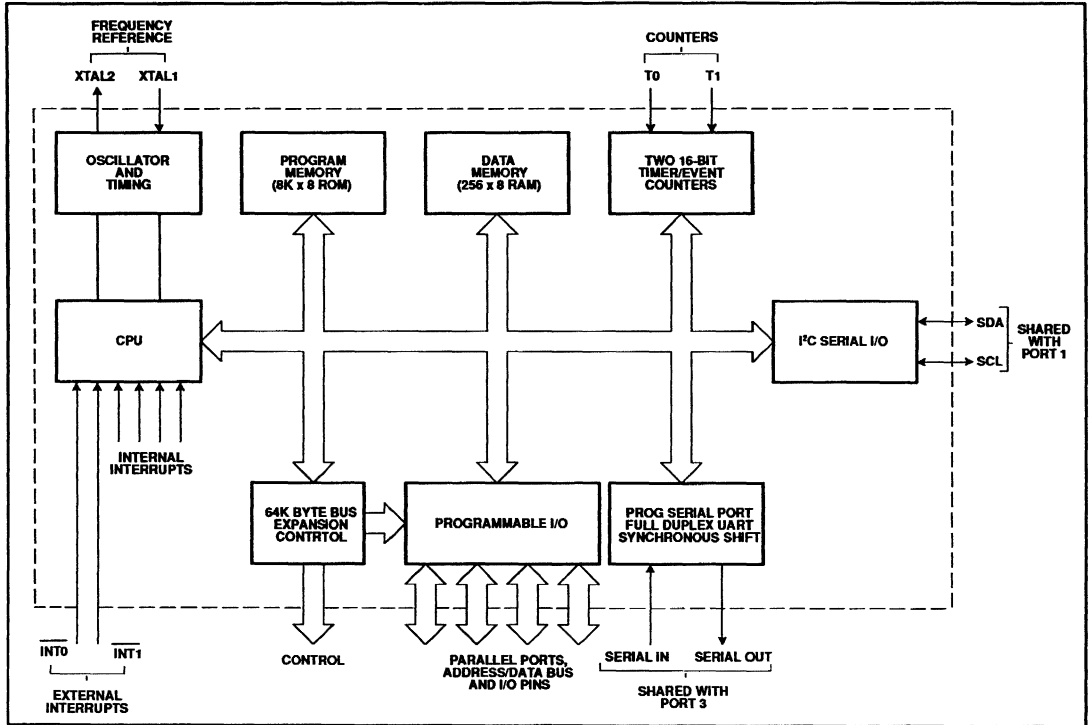 FREQUENCY
REFERENCE
XTAL2
XTAL1
COUNTERS
T0
T1
OSCILLATOR
AND
TIMING
PROGRAM
MEMORY
(8K x 8 ROM)
DATA
MEMORY
(256 x 8 RAM)
TWO 16-BIT
TIMER/EVENT
COUNTERS
CPU
I²C SERIAL I/O
SDA
SCL
SHARED
WITH
PORT 1
INTERNAL
INTERRUPTS
64K BYTE BUS
EXPANSION
CONTRTOL
PROGRAMMABLE I/O
PROG SERIAL PORT
FULL DUPLEX UART
SYNCHRONOUS SHIFT
INT0
INT1
EXTERNAL
INTERRUPTS
CONTROL
PARALLEL PORTS,
ADDRESS/DATA BUS
AND I/O PINS
SERIAL IN
SERIAL OUT
SHARED WITH
PORT 3